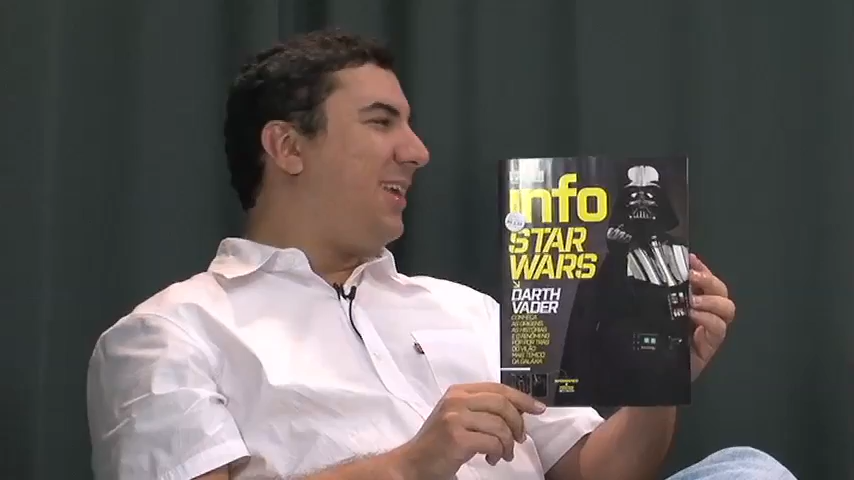 info
STAR
WARS
DARTH
VADER
CONHEÇA
AS ORIGENS,
AS HISTÓRIAS
E O FENÔMENO
POP POR TRÁS
DO VILÃO
MAIS TEMIDO
DA GALÁXIA